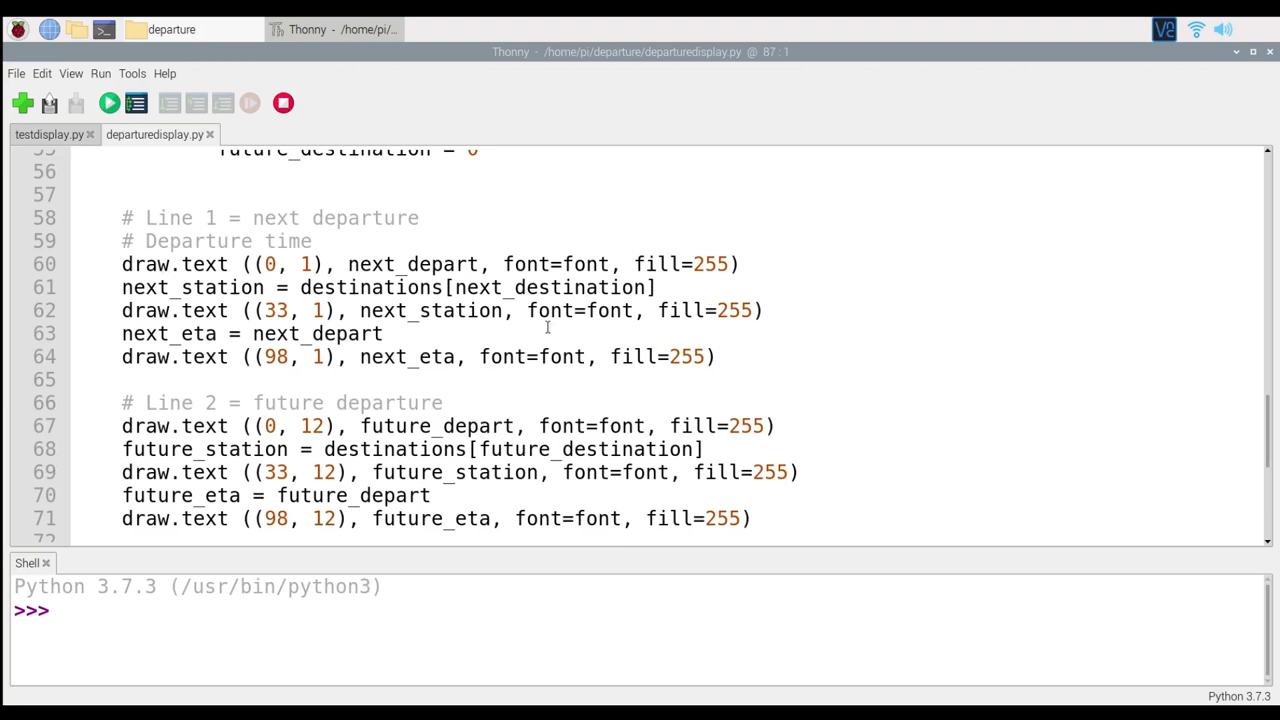 departure
Thonny - /home/pi/...
Thonny - /home/pi/departure/departuredisplay.py @ 87 : 1
File Edit View Run Tools Help
testdisplay.py departuredisplay.py
55 future_destination = 0
56
57
58 # Line 1 = next departure
59 # Departure time
60 draw.text ((0, 1), next_depart, font=font, fill=255)
61 next_station = destinations[next_destination]
62 draw.text ((33, 1), next_station, font=font, fill=255)
63 next_eta = next_depart
64 draw.text ((98, 1), next_eta, font=font, fill=255)
65
66 # Line 2 = future departure
67 draw.text ((0, 12), future_depart, font=font, fill=255)
68 future_station = destinations[future_destination]
69 draw.text ((33, 12), future_station, font=font, fill=255)
70 future_eta = future_depart
71 draw.text ((98, 12), future_eta, font=font, fill=255)
72
Shell
Python 3.7.3 (/usr/bin/python3)
>>>
Python 3.7.3